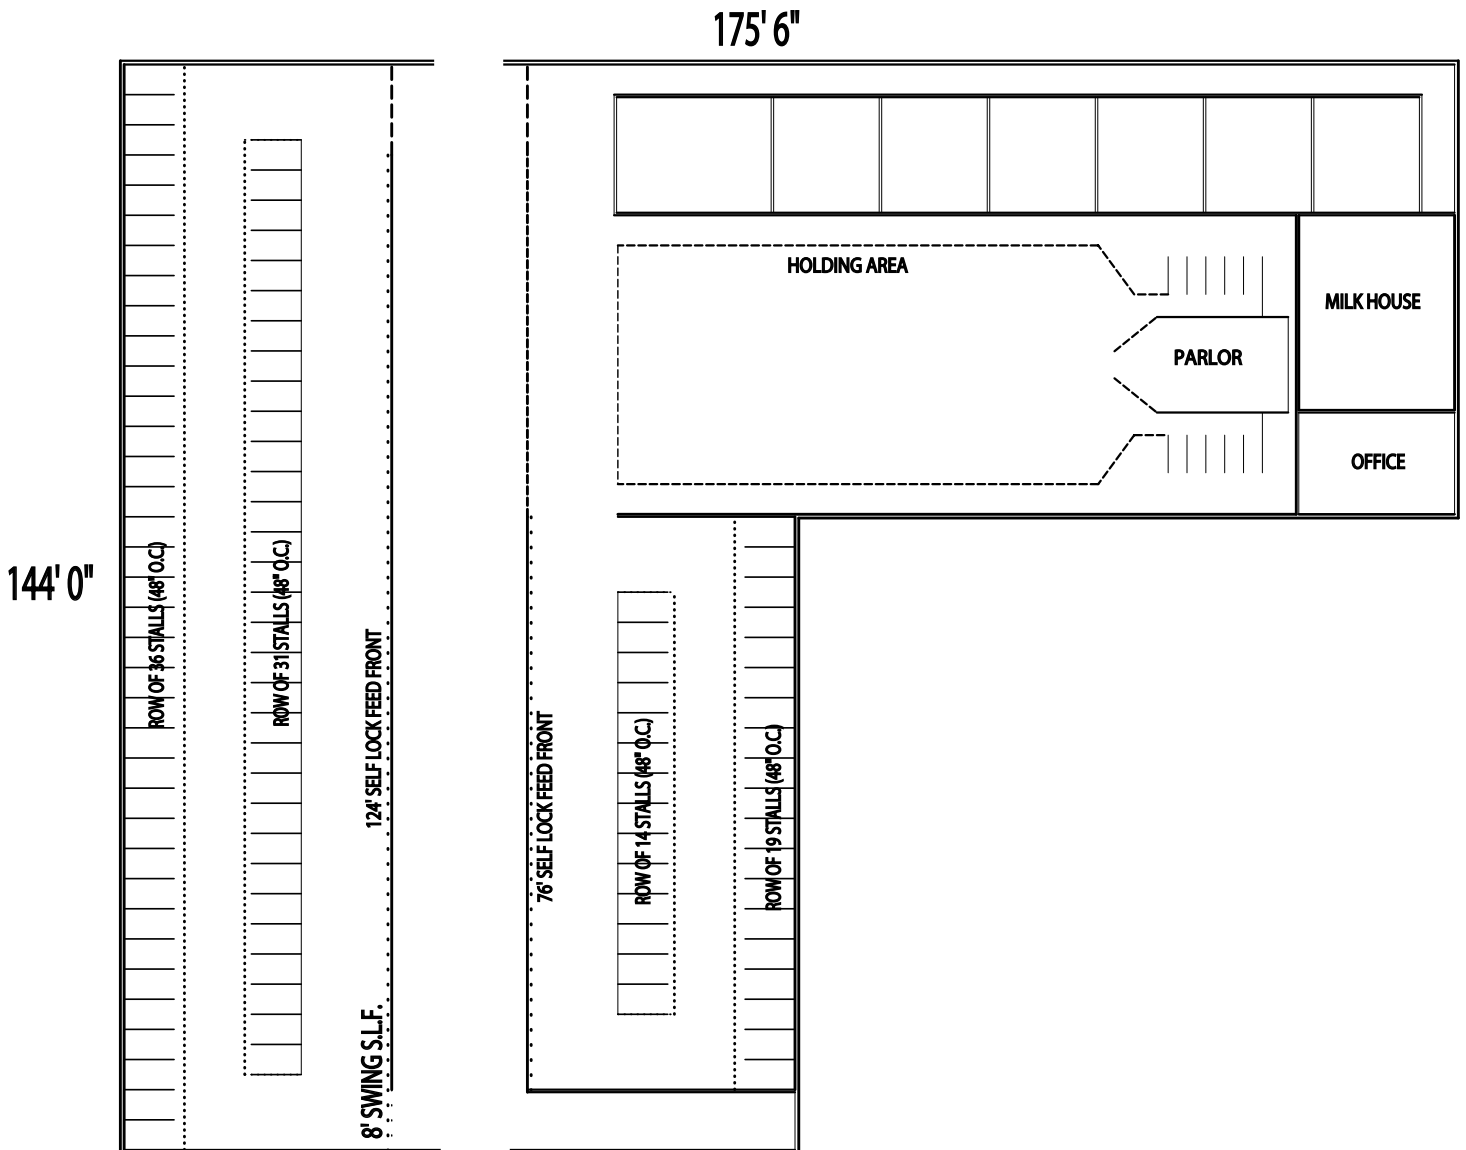 175' 6"
HOLDING AREA
MILK HOUSE
PARLOR
OFFICE
144' 0"
ROW OF 36 STALLS (48" O.C.)
ROW OF 31 STALLS (48" O.C.)
124' SELF LOCK FEED FRONT
76' SELF LOCK FEED FRONT
ROW OF 14 STALLS (48" O.C.)
ROW OF 19 STALLS (48" O.C.)
8' SWING S.L.F.